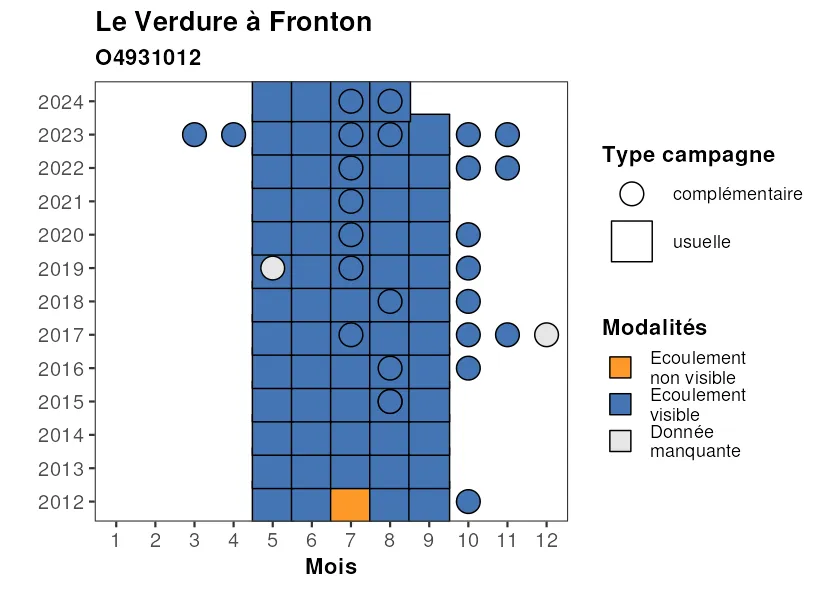 Le Verdure à Fronton
O4931012
2024
2023
2022
2021
2020
2019
2018
2017
2016
2015
2014
2013
2012
1 2 3 4 5 6 7 8 9 10 11 12
Mois
Type campagne
complémentaire
usuelle
Modalités
Ecoulement
non visible
Ecoulement
visible
Donnée
manquante